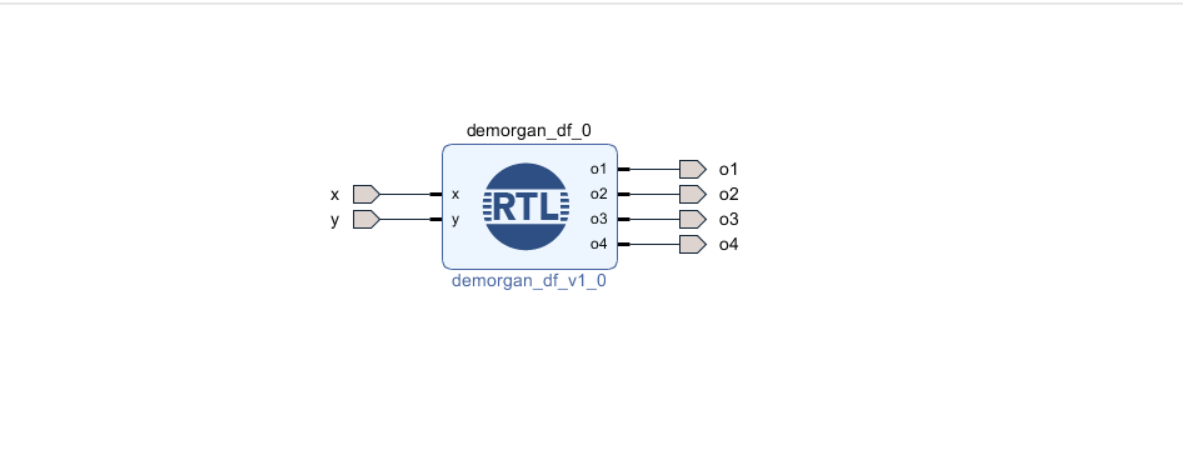 demorgan_df_0
x
y
x
y
RTL
o1
o2
o3
o4
o1
o2
o3
o4
demorgan_df_v1_0